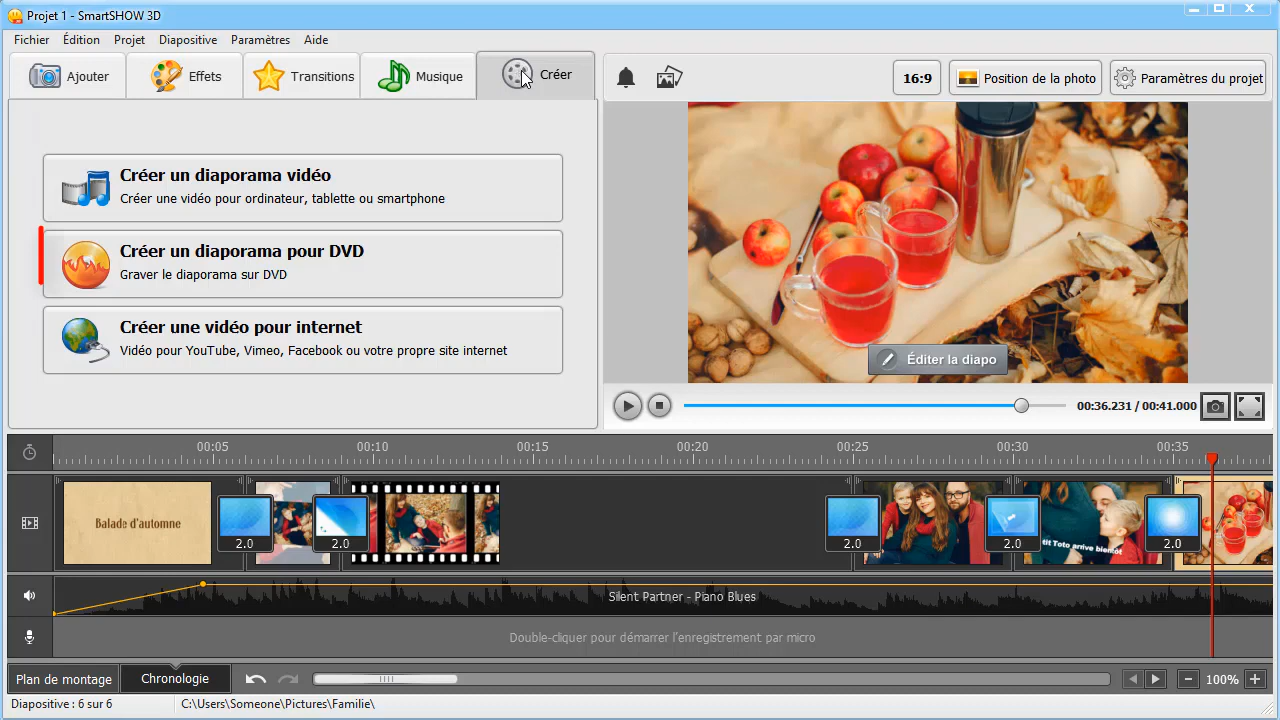 Projet 1 - SmartSHOW 3D
Fichier Édition Projet Diapositive Paramètres Aide
Ajouter Effets Transitions Musique Créer
16:9 Position de la photo Paramètres du projet
Créer un diaporama vidéo
Créer une vidéo pour ordinateur, tablette ou smartphone
Créer un diaporama pour DVD
Graver le diaporama sur DVD
Créer une vidéo pour internet
Vidéo pour YouTube, Vimeo, Facebook ou votre propre site internet
Éditer la diapo
00:36.231 / 00:41.000
00:05 00:10 00:15 00:20 00:25 00:30 00:35
Balade d'automne
tit Toto arrive bientôt
2.0 2.0 2.0 2.0 2.0
Silent Partner - Piano Blues
Double-cliquer pour démarrer l'enregistrement par micro
Plan de montage Chronologie 100%
Diapositive : 6 sur 6 C:\Users\Someone\Pictures\Familie\